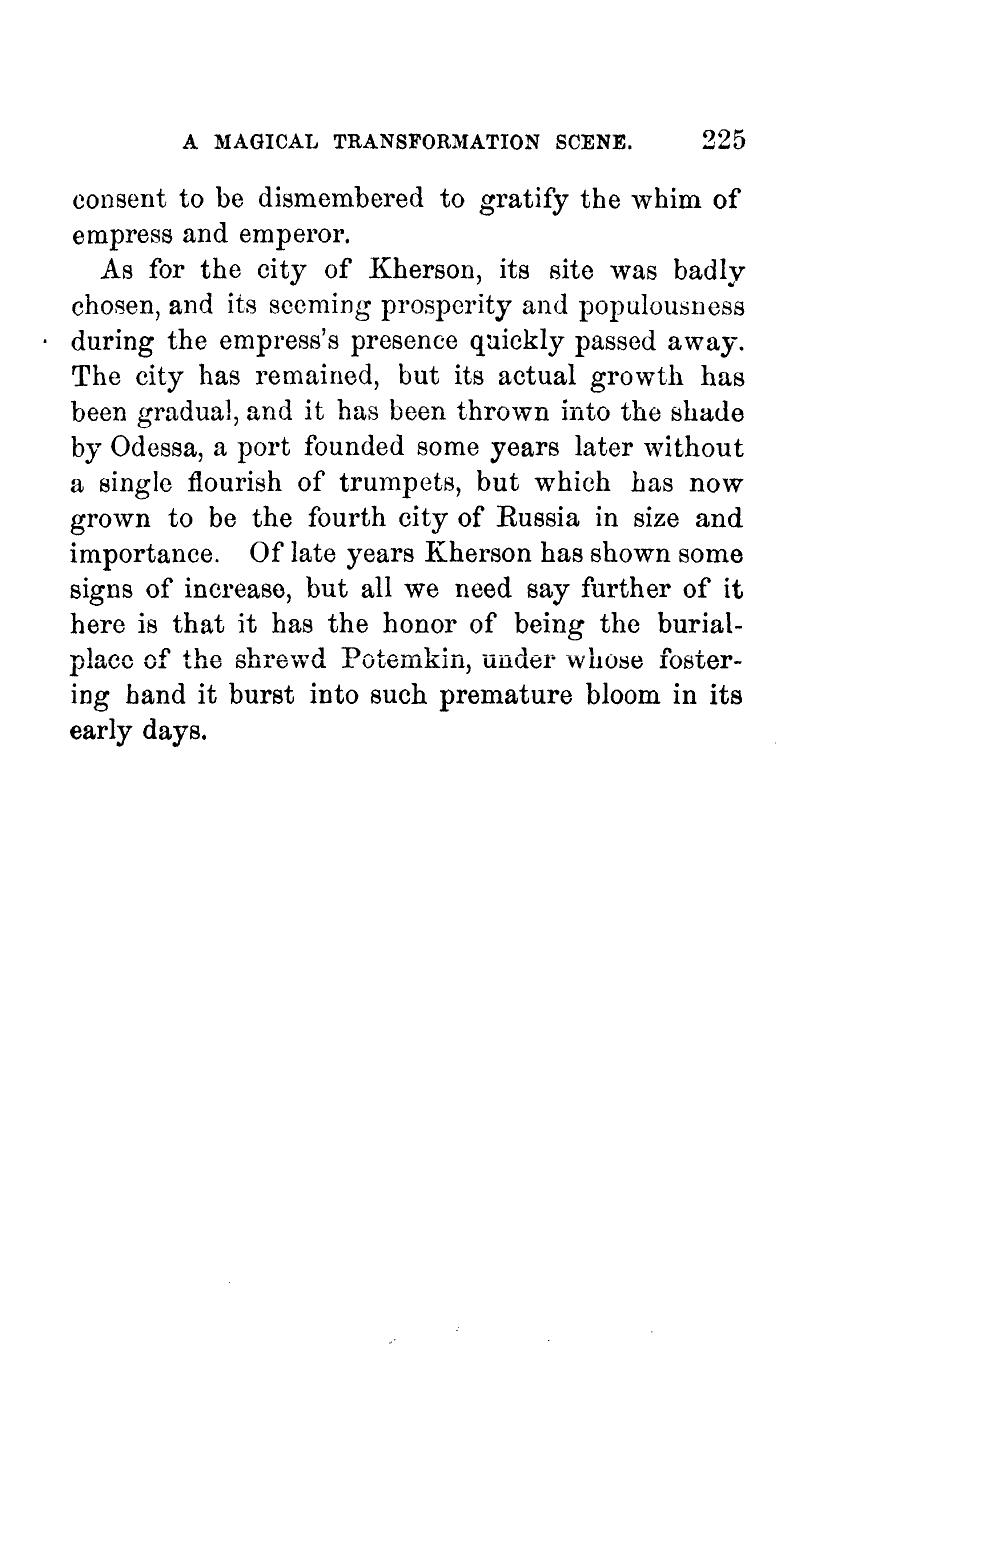 A MAGICAL TRANSFORMATION SCENE. 225
consent to be dismembered to gratify the whim of
empress and emperor.
As for the city of Kherson, its site was badly
chosen, and its seeming prosperity and populousness
during the empress's presence quickly passed away.
The city has remained, but its actual growth has
been gradual, and it has been thrown into the shade
by Odessa, a port founded some years later without
a single flourish of trumpets, but which has now
grown to be the fourth city of Russia in size and
importance. Of late years Kherson has shown some
signs of increase, but all we need say further of it
here is that it has the honor of being the burial-
place of the shrewd Potemkin, under whose foster-
ing hand it burst into such premature bloom in its
early days.